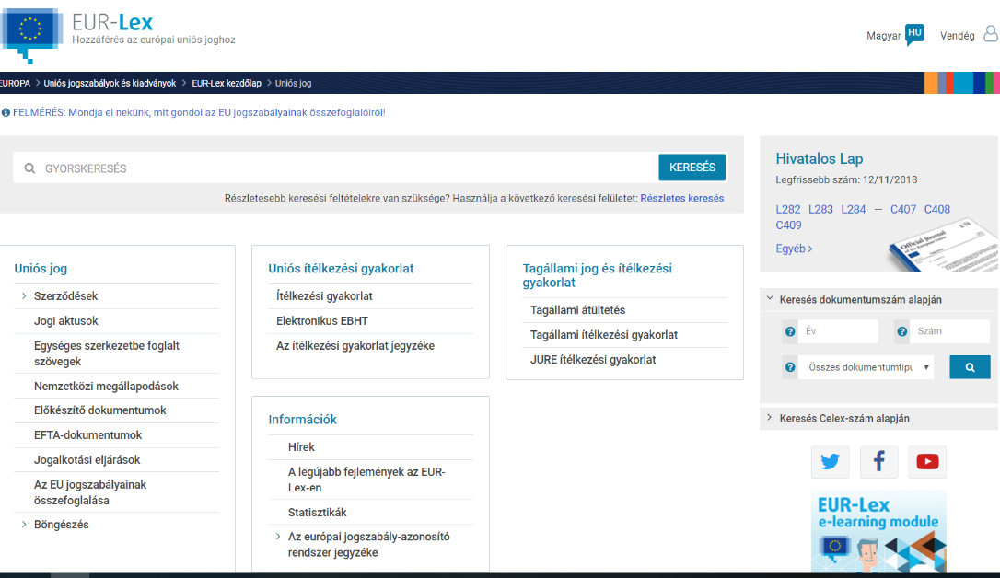 EUR-Lex
Hozzáférés az európai uniós joghoz
Magyar HU Vendég
EUROPA > Uniós jogszabályok és kiadványok > EUR-Lex kezdőlap > Uniós jog
FELMÉRÉS: Mondja el nekünk, mit gondol az EU jogszabályainak összefoglalóiról!
GYORSKERESÉS
KERESÉS
Részletesebb keresési feltételekre van szüksége? Használja a következő keresési felületet: Részletes keresés
Uniós jog
Szerződések
Jogi aktusok
Egységes szerkezetbe foglalt
szövegek
Nemzetközi megállapodások
Előkészítő dokumentumok
EFTA-dokumentumok
Jogalkotási eljárások
Az EU jogszabályainak
összefoglalása
Böngészés
Uniós ítélkezési gyakorlat
Ítélkezési gyakorlat
Elektronikus EBHT
Az ítélkezési gyakorlat jegyzéke
Információk
Hírek
A legújabb fejlemények az EUR-
Lex-en
Statisztikák
Az európai jogszabály-azonosító
rendszer jegyzéke
Tagállami jog és ítélkezési
gyakorlat
Tagállami átültetés
Tagállami ítélkezési gyakorlat
JURE ítélkezési gyakorlat
Hivatalos Lap
Legfrissebb szám: 12/11/2018
L282 L283 L284 — C407 C408
C409
Egyéb >
Official Journal
of the European Union
L 78
Keresés dokumentumszám alapján
? Év ? Szám
? Összes dokumentumtípu
Keresés Celex-szám alapján
EUR-Lex
e-learning module